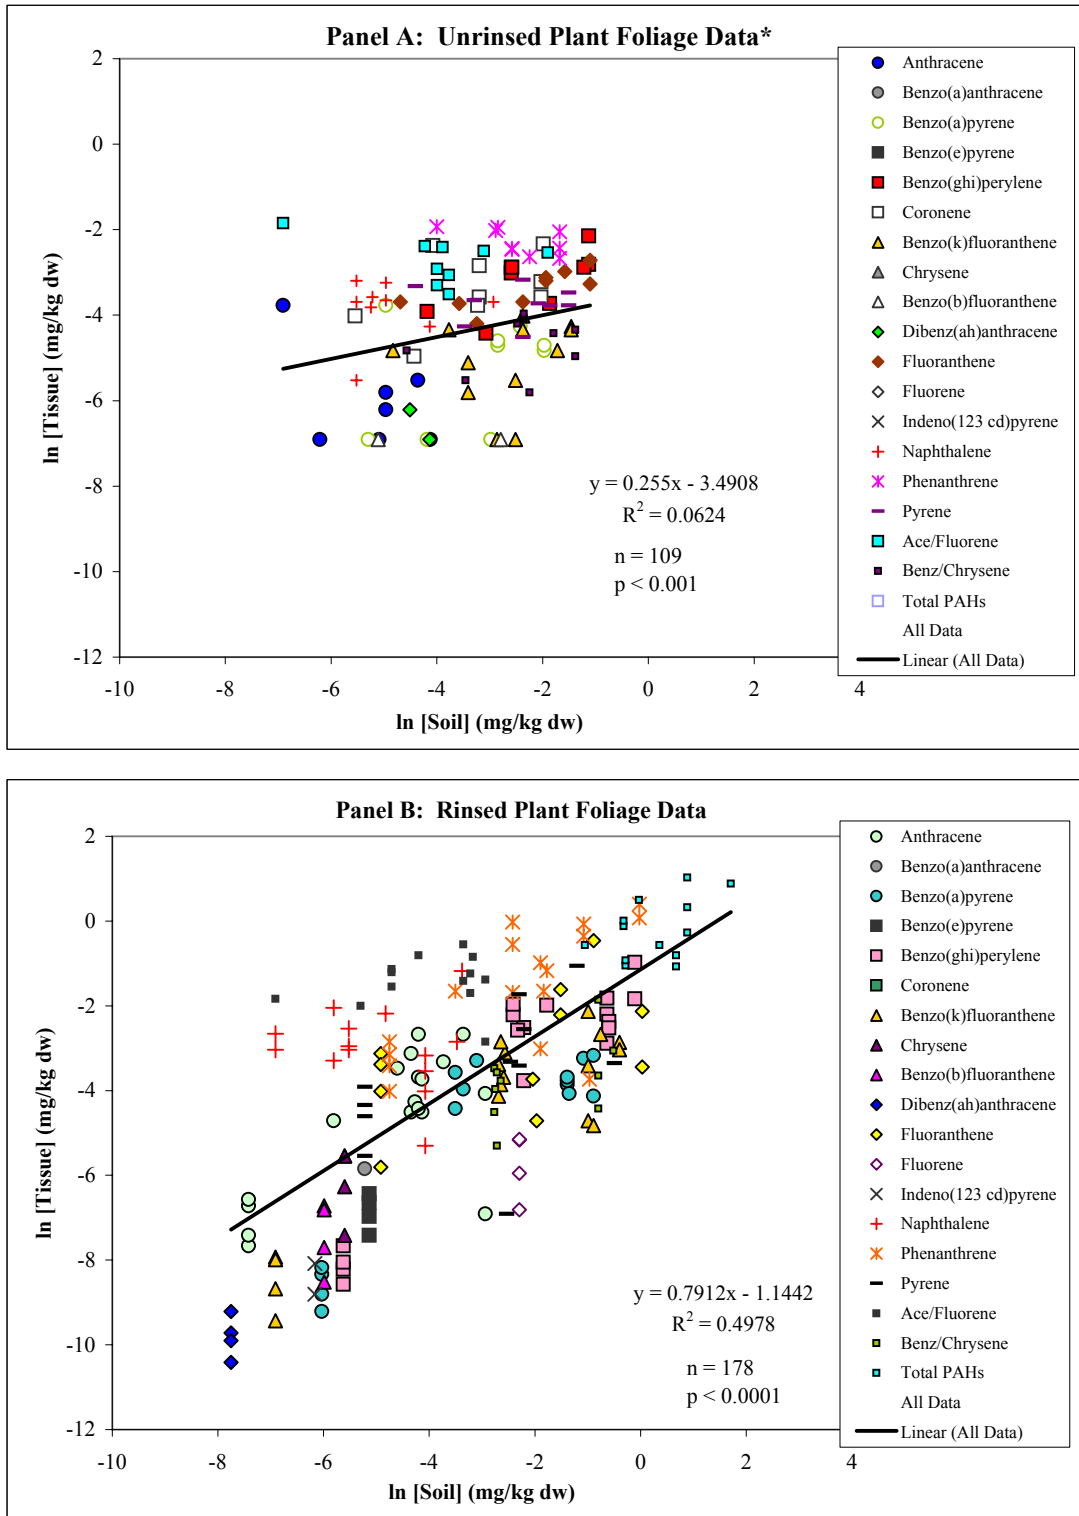 Panel A: Unrinsed Plant Foliage Data*
2
0
-2
-4
-6
-8
-10
-12
ln [Tissue] (mg/kg dw)
-10
-8
-6
-4
-2
0
2
4
ln [Soil] (mg/kg dw)
y = 0.255x - 3.4908
R2 = 0.0624
n = 109
p < 0.001
Anthracene
Benzo(a)anthracene
Benzo(a)pyrene
Benzo(e)pyrene
Benzo(ghi)perylene
Coronene
Benzo(k)fluoranthene
Chrysene
Benzo(b)fluoranthene
Dibenz(ah)anthracene
Fluoranthene
Fluorene
Indeno(123 cd)pyrene
Naphthalene
Phenanthrene
Pyrene
Ace/Fluorene
Benz/Chrysene
Total PAHs
All Data
Linear (All Data)
Panel B: Rinsed Plant Foliage Data
2
0
-2
-4
-6
-8
-10
-12
ln [Tissue] (mg/kg dw)
-10
-8
-6
-4
-2
0
2
4
ln [Soil] (mg/kg dw)
y = 0.7912x - 1.1442
R2 = 0.4978
n = 178
p < 0.0001
Anthracene
Benzo(a)anthracene
Benzo(a)pyrene
Benzo(e)pyrene
Benzo(ghi)perylene
Coronene
Benzo(k)fluoranthene
Chrysene
Benzo(b)fluoranthene
Dibenz(ah)anthracene
Fluoranthene
Fluorene
Indeno(123 cd)pyrene
Naphthalene
Phenanthrene
Pyrene
Ace/Fluorene
Benz/Chrysene
Total PAHs
All Data
Linear (All Data)